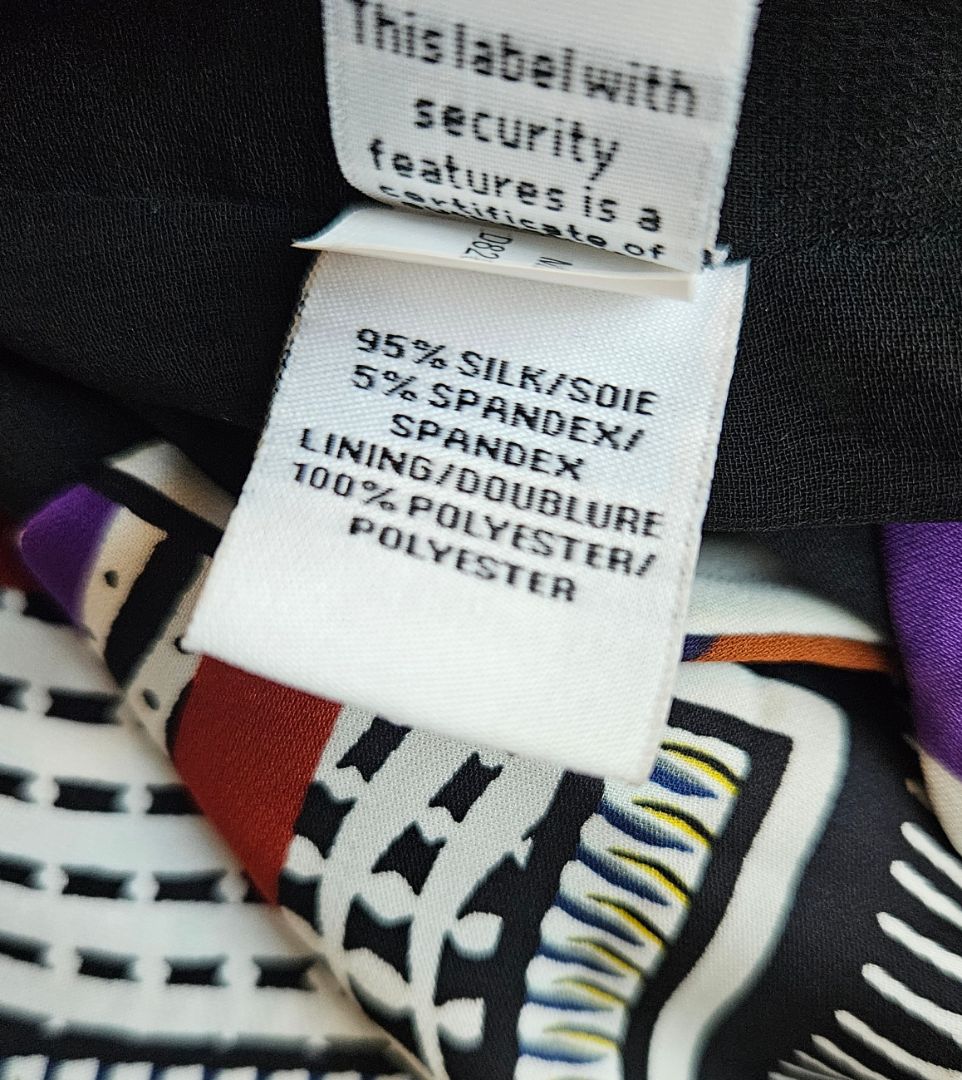 This label with
security
features is a
certificate of
D82
95% SILK/SOIE
5% SPANDEX/
SPANDEX
LINING/DOUBLURE
100% POLYESTER/
POLYESTER